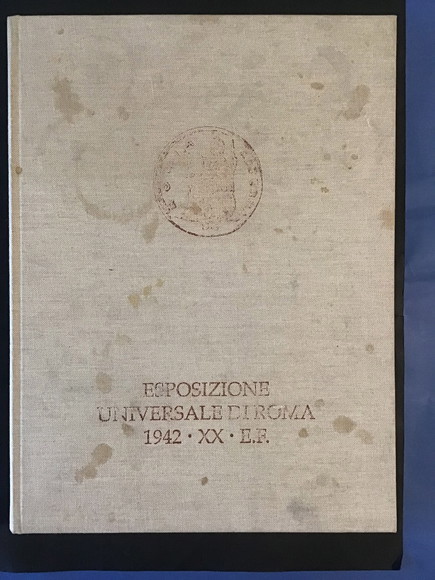 ESPOSIZIONE
UNIVERSALE DI ROMA
1942 · XX · E.F.